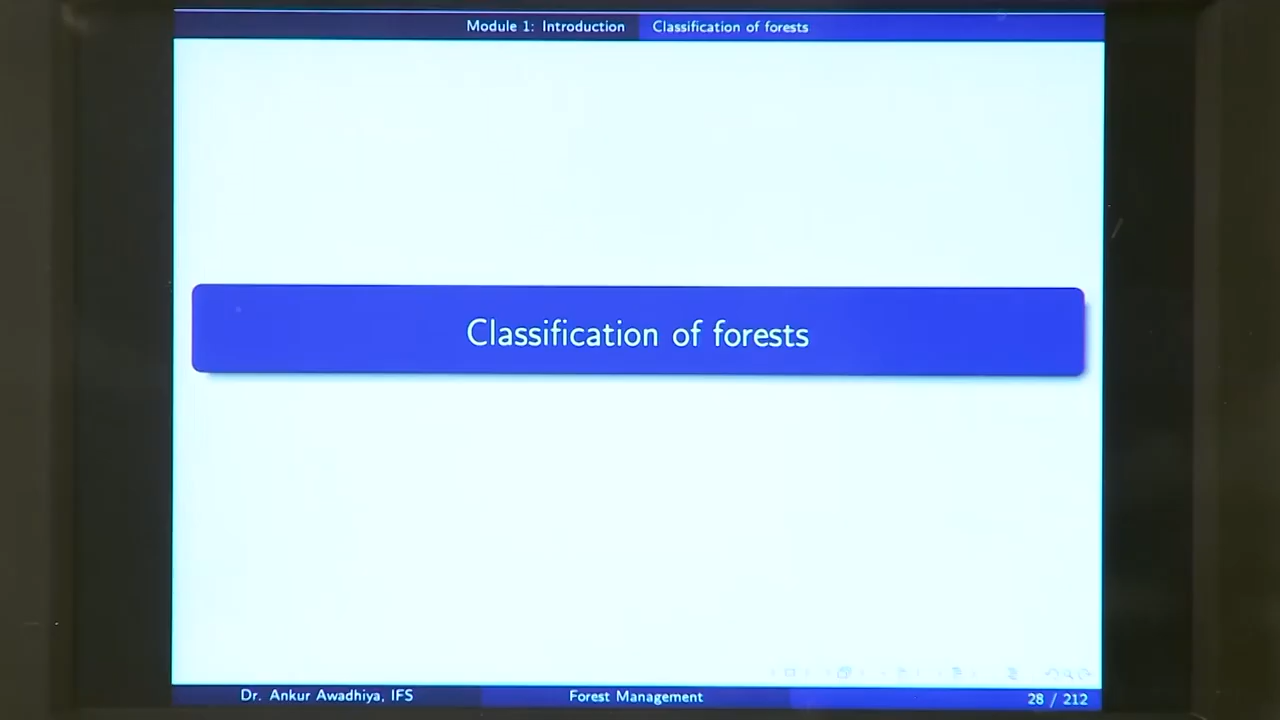 Module 1: Introduction Classification of forests
Classification of forests
Dr. Ankur Awadhiya, IFS Forest Management 28 / 212